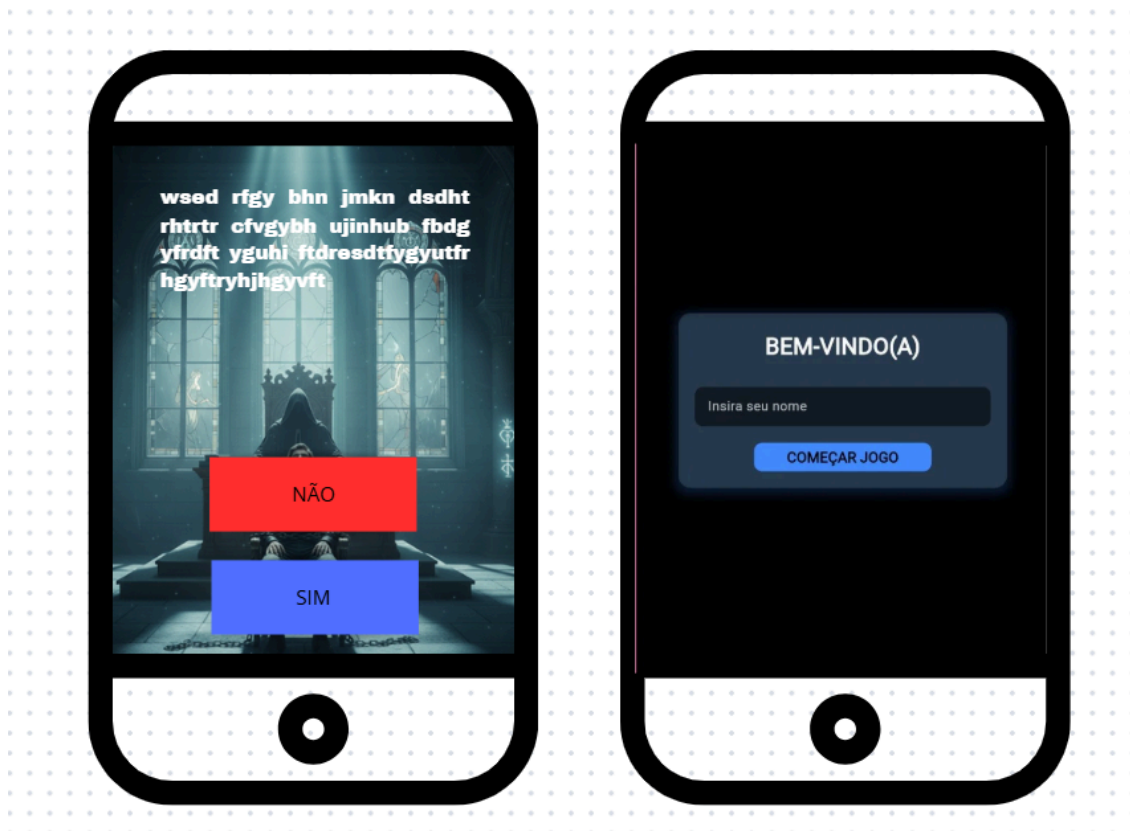 wsed rfgy bhn jmkn dsdht
rhtrtr cfvgybh ujinhub fbdg
yfrdft yguhi ftdresdtfygyutfr
hgyftryhjhgyvft
NÃO
SIM
BEM-VINDO(A)
Insira seu nome
COMEÇAR JOGO